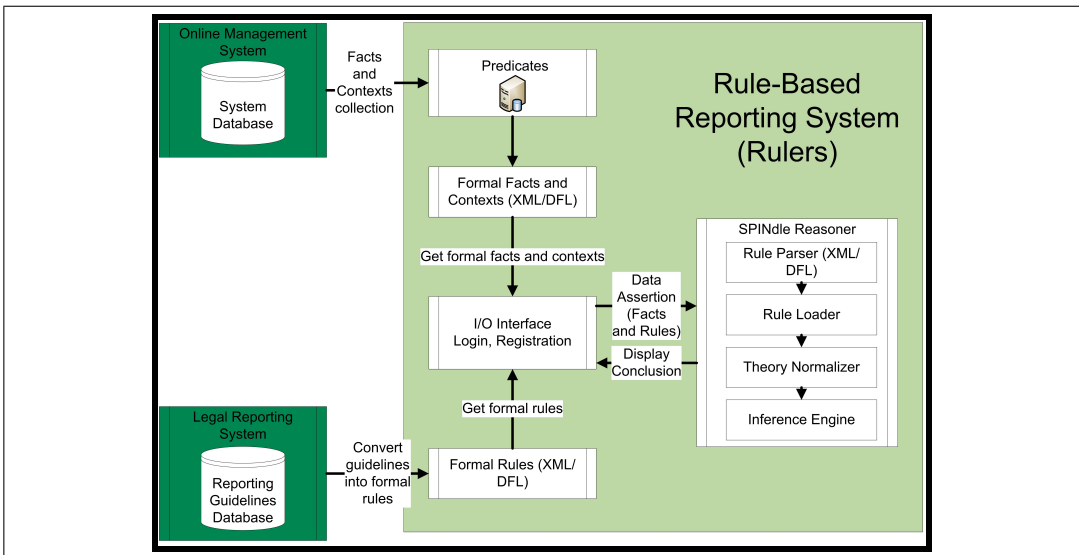 Online Management
System
System
Database
Facts
and
Contexts
collection
Predicates
Rule-Based
Reporting System
(Rulers)
Formal Facts and
Contexts (XML/DFL)
Get formal facts and contexts
I/O Interface
Login, Registration
Data
Assertion
(Facts
and Rules)
Display
Conclusion
SPINdle Reasoner
Rule Parser (XML/
DFL)
Rule Loader
Theory Normalizer
Inference Engine
Get formal rules
Legal Reporting
System
Reporting
Guidelines
Database
Convert
guidelines
into formal
rules
Formal Rules (XML/
DFL)